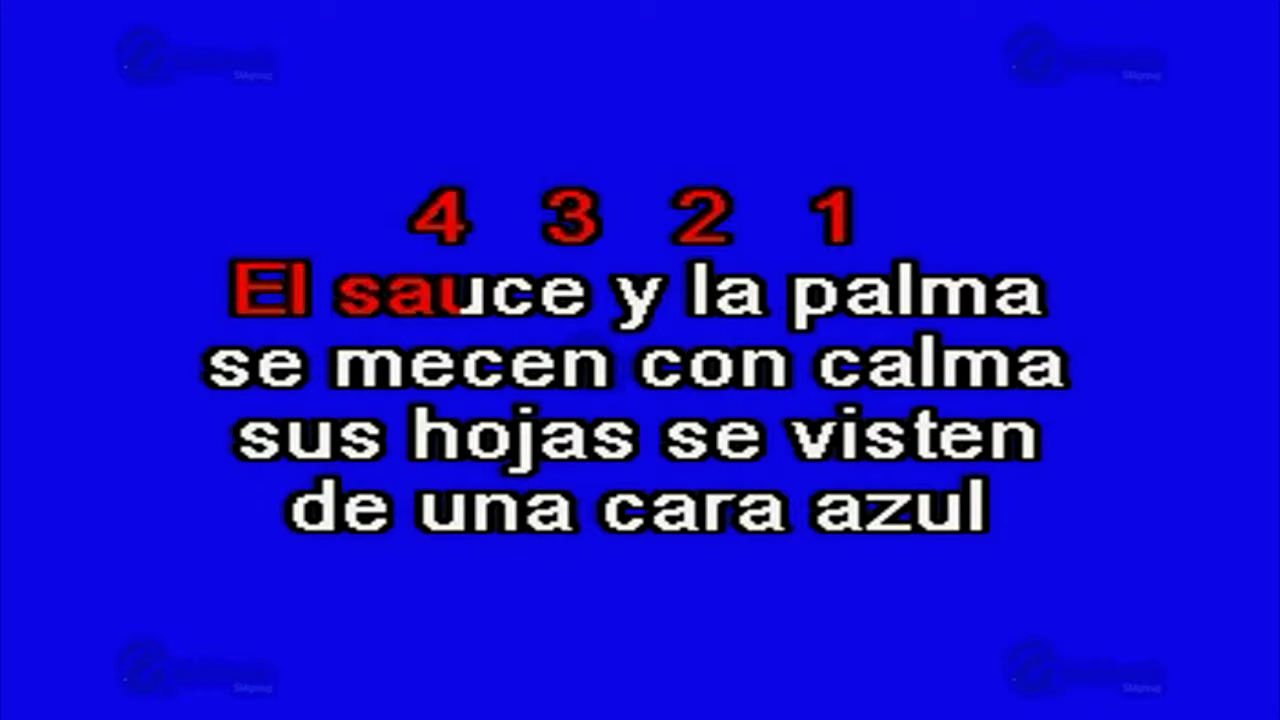 4 3 2 1
El sauce y la palma
se mecen con calma
sus hojas se visten
de una cara azul